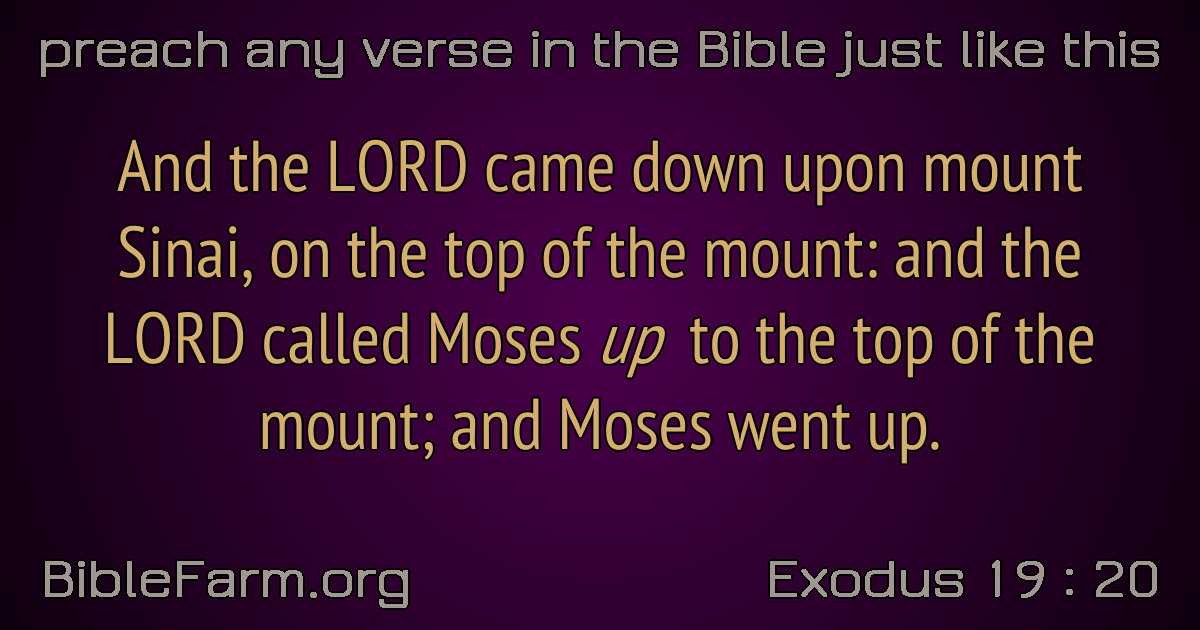 preach any verse in the Bible just like this
And the LORD came down upon mount
Sinai, on the top of the mount: and the
LORD called Moses up to the top of the
mount; and Moses went up.
BibleFarm.org
Exodus 19 : 20